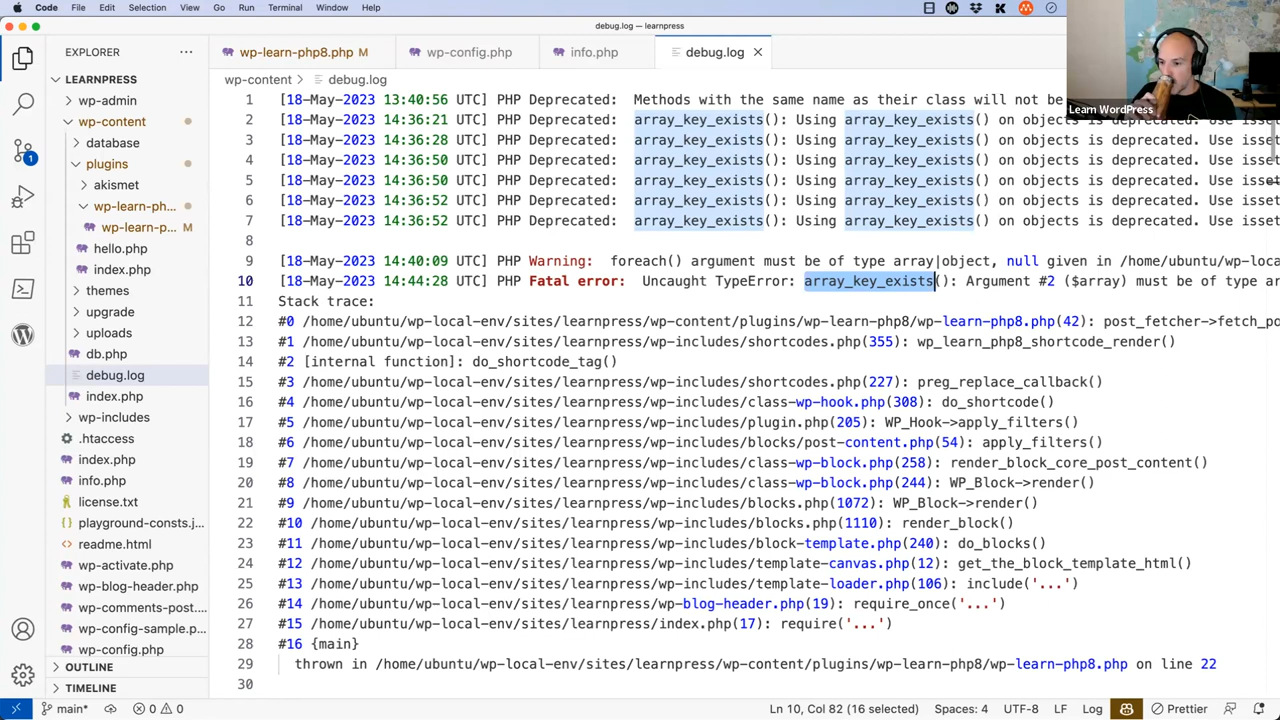 Code File Edit Selection View Go Run Terminal Window Help
debug.log — learnpress
EXPLORER
wp-learn-php8.php M
wp-config.php
info.php
debug.log
wp-content > debug.log
LEARNPRESS
wp-admin
wp-content
database
plugins
akismet
wp-learn-ph...
wp-learn-p... M
hello.php
index.php
themes
upgrade
uploads
db.php
debug.log
index.php
wp-includes
.htaccess
index.php
info.php
license.txt
playground-consts.j...
readme.html
wp-activate.php
wp-blog-header.php
wp-comments-post....
wp-config-sample.p...
wp-config.php
OUTLINE
TIMELINE
1 [18-May-2023 13:40:56 UTC] PHP Deprecated: Methods with the same name as their class will not be
2 [18-May-2023 14:36:21 UTC] PHP Deprecated: array_key_exists(): Using array_key_exists() on objects is deprecated. Use isset
3 [18-May-2023 14:36:28 UTC] PHP Deprecated: array_key_exists(): Using array_key_exists() on objects is deprecated. Use isset
4 [18-May-2023 14:36:50 UTC] PHP Deprecated: array_key_exists(): Using array_key_exists() on objects is deprecated. Use isset
5 [18-May-2023 14:36:50 UTC] PHP Deprecated: array_key_exists(): Using array_key_exists() on objects is deprecated. Use isset
6 [18-May-2023 14:36:52 UTC] PHP Deprecated: array_key_exists(): Using array_key_exists() on objects is deprecated. Use isset
7 [18-May-2023 14:36:52 UTC] PHP Deprecated: array_key_exists(): Using array_key_exists() on objects is deprecated. Use isset
8
9 [18-May-2023 14:40:09 UTC] PHP Warning: foreach() argument must be of type array|object, null given in /home/ubuntu/wp-local-
10 [18-May-2023 14:44:28 UTC] PHP Fatal error: Uncaught TypeError: array_key_exists(): Argument #2 ($array) must be of type ar
11 Stack trace:
12 #0 /home/ubuntu/wp-local-env/sites/learnpress/wp-content/plugins/wp-learn-php8/wp-learn-php8.php(42): post_fetcher->fetch_po
13 #1 /home/ubuntu/wp-local-env/sites/learnpress/wp-includes/shortcodes.php(355): wp_learn_php8_shortcode_render()
14 #2 [internal function]: do_shortcode_tag()
15 #3 /home/ubuntu/wp-local-env/sites/learnpress/wp-includes/shortcodes.php(227): preg_replace_callback()
16 #4 /home/ubuntu/wp-local-env/sites/learnpress/wp-includes/class-wp-hook.php(308): do_shortcode()
17 #5 /home/ubuntu/wp-local-env/sites/learnpress/wp-includes/plugin.php(205): WP_Hook->apply_filters()
18 #6 /home/ubuntu/wp-local-env/sites/learnpress/wp-includes/blocks/post-content.php(54): apply_filters()
19 #7 /home/ubuntu/wp-local-env/sites/learnpress/wp-includes/class-wp-block.php(258): render_block_core_post_content()
20 #8 /home/ubuntu/wp-local-env/sites/learnpress/wp-includes/class-wp-block.php(244): WP_Block->render()
21 #9 /home/ubuntu/wp-local-env/sites/learnpress/wp-includes/blocks.php(1072): WP_Block->render()
22 #10 /home/ubuntu/wp-local-env/sites/learnpress/wp-includes/blocks.php(1110): render_block()
23 #11 /home/ubuntu/wp-local-env/sites/learnpress/wp-includes/block-template.php(240): do_blocks()
24 #12 /home/ubuntu/wp-local-env/sites/learnpress/wp-includes/template-canvas.php(12): get_the_block_template_html()
25 #13 /home/ubuntu/wp-local-env/sites/learnpress/wp-includes/template-loader.php(106): include('...')
26 #14 /home/ubuntu/wp-local-env/sites/learnpress/wp-blog-header.php(19): require_once('...')
27 #15 /home/ubuntu/wp-local-env/sites/learnpress/index.php(17): require('...')
28 #16 {main}
29 thrown in /home/ubuntu/wp-local-env/sites/learnpress/wp-content/plugins/wp-learn-php8/wp-learn-php8.php on line 22
30
Learn WordPress
1
main* 0 0 Ln 10, Col 82 (16 selected) Spaces: 4 UTF-8 LF Log Prettier